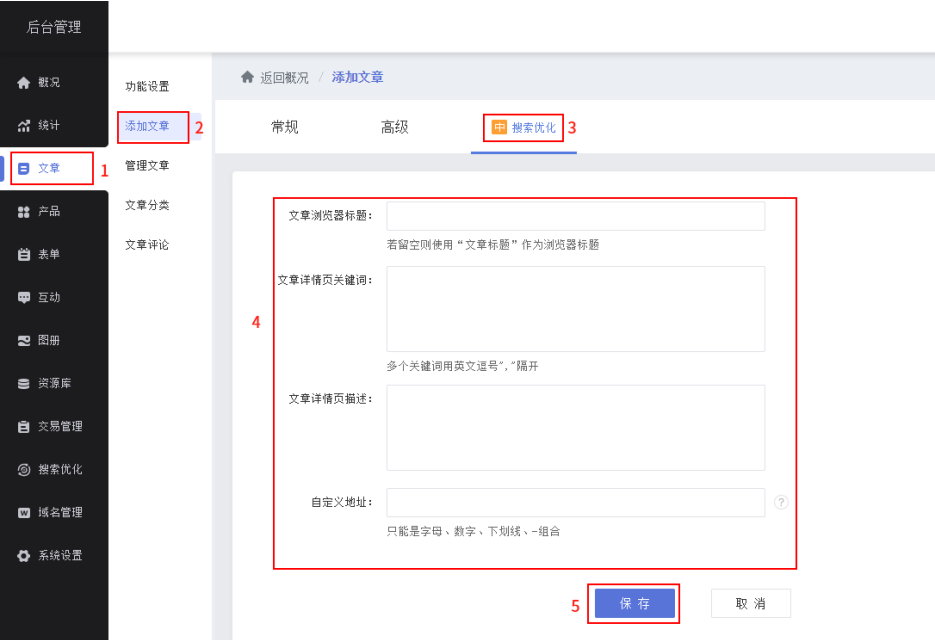 后台管理
概况
统计
文章
1
产品
表单
互动
图册
资源库
交易管理
搜索优化
域名管理
系统设置
功能设置
添加文章
2
管理文章
文章分类
文章评论
返回概况 / 添加文章
常规
高级
中 搜索优化 3
4
文章浏览器标题：
若留空则使用“文章标题”作为浏览器标题
文章详情页关键词：
多个关键词用英文逗号","隔开
文章详情页描述：
自定义地址：
?
只能是字母、数字、下划线、-组合
5
保存
取消